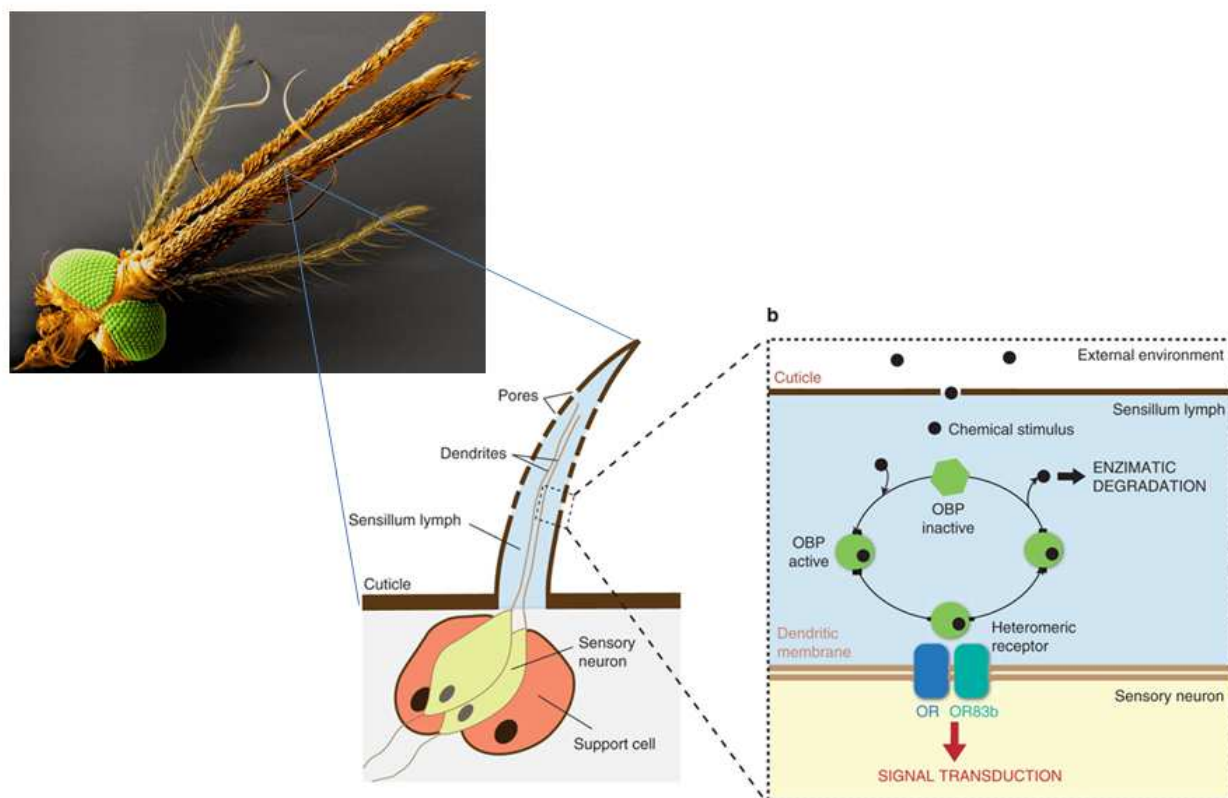 Pores
Dendrites
Sensillum lymph
Cuticle
Sensory
neuron
Support cell
b
External environment
Cuticle
Sensillum lymph
Chemical stimulus
ENZIMATIC
DEGRADATION
OBP
inactive
OBP
active
Heteromeric
receptor
Dendritic
membrane
Sensory neuron
OR OR83b
SIGNAL TRANSDUCTION